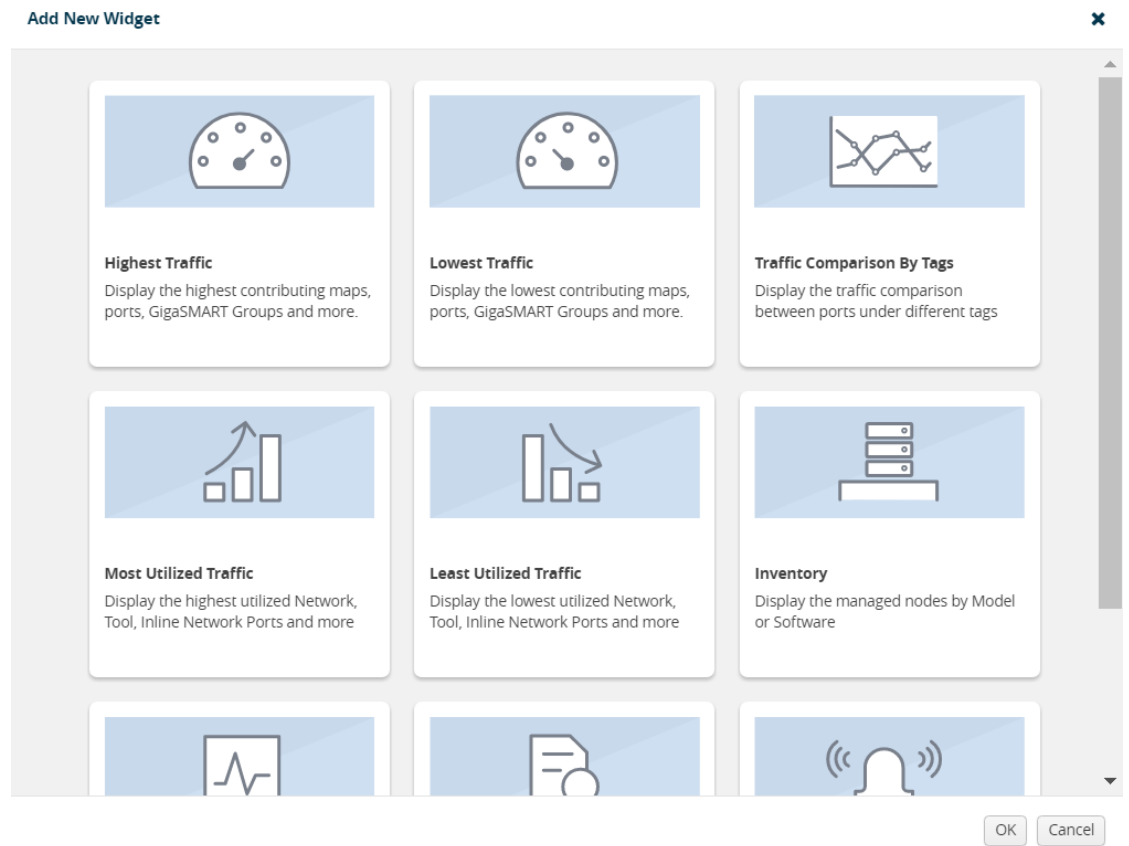 Add New Widget
Highest Traffic
Display the highest contributing maps,
ports, GigaSMART Groups and more.
Lowest Traffic
Display the lowest contributing maps,
ports, GigaSMART Groups and more.
Traffic Comparison By Tags
Display the traffic comparison
between ports under different tags
Most Utilized Traffic
Display the highest utilized Network,
Tool, Inline Network Ports and more
Least Utilized Traffic
Display the lowest utilized Network,
Tool, Inline Network Ports and more
Inventory
Display the managed nodes by Model
or Software
OK
Cancel